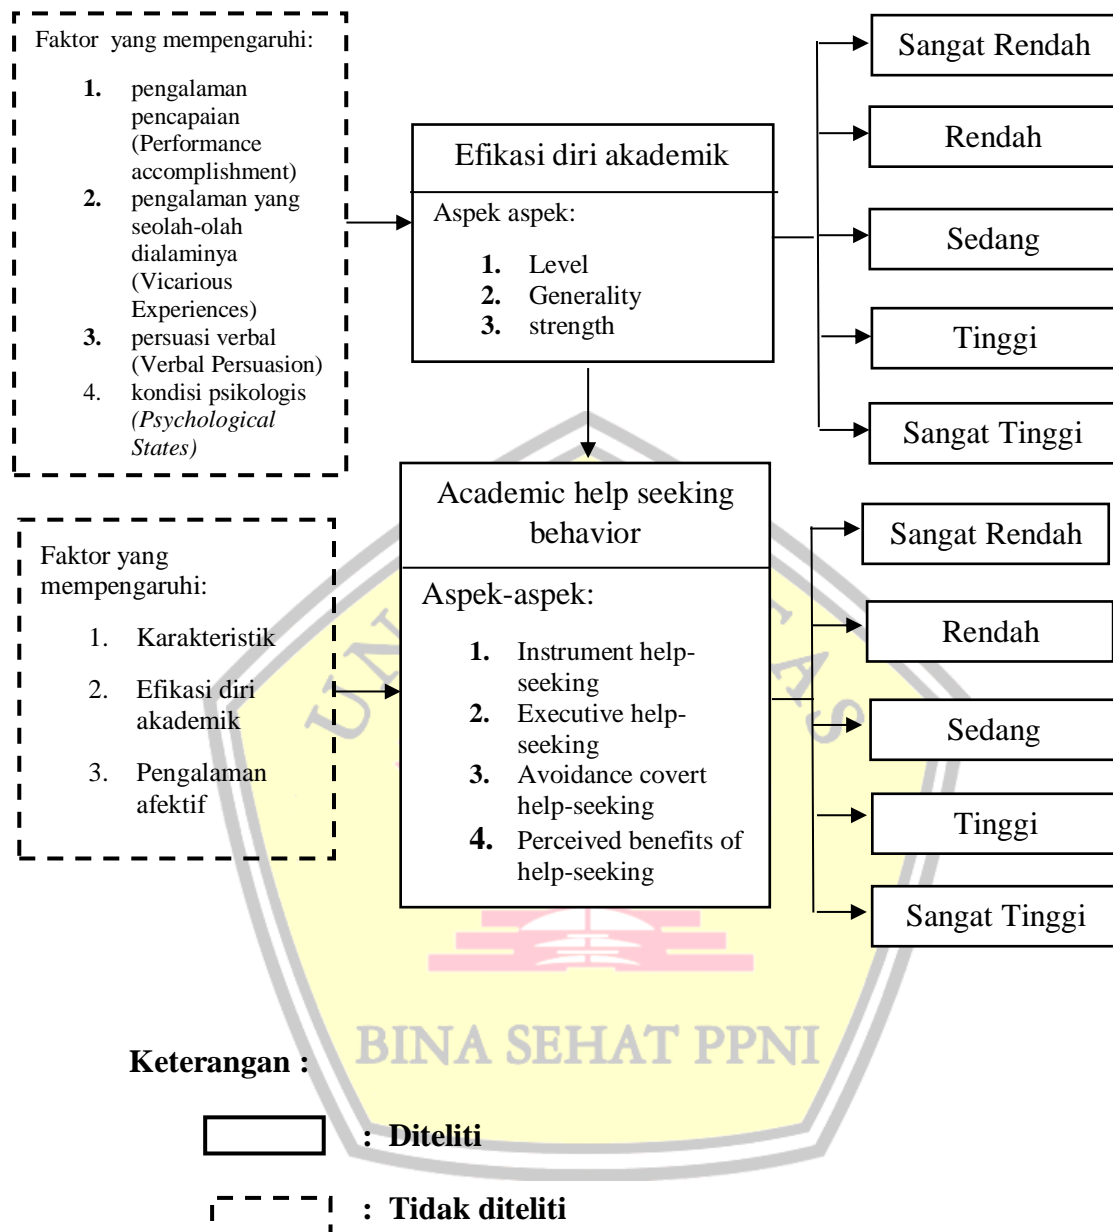 Faktor yang mempengaruhi:
1. pengalaman
pencapaian
(Performance
accomplishment)
2. pengalaman yang
seolah-olah
dialaminya
(Vicarious
Experiences)
3. persuasi verbal
(Verbal Persuasion)
4. kondisi psikologis
(Psychological
States)
Efikasi diri akademik
Aspek aspek:
1. Level
2. Generality
3. strength
Sangat Rendah
Rendah
Sedang
Tinggi
Sangat Tinggi
Faktor yang
mempengaruhi:
1. Karakteristik
2. Efikasi diri
akademik
3. Pengalaman
afektif
Academic help seeking
behavior
Aspek-aspek:
1. Instrument help-
seeking
2. Executive help-
seeking
3. Avoidance covert
help-seeking
4. Perceived benefits of
help-seeking
Sangat Rendah
Rendah
Sedang
Tinggi
Sangat Tinggi
BINA SEHAT PPNI
Keterangan :
: Diteliti
: Tidak diteliti